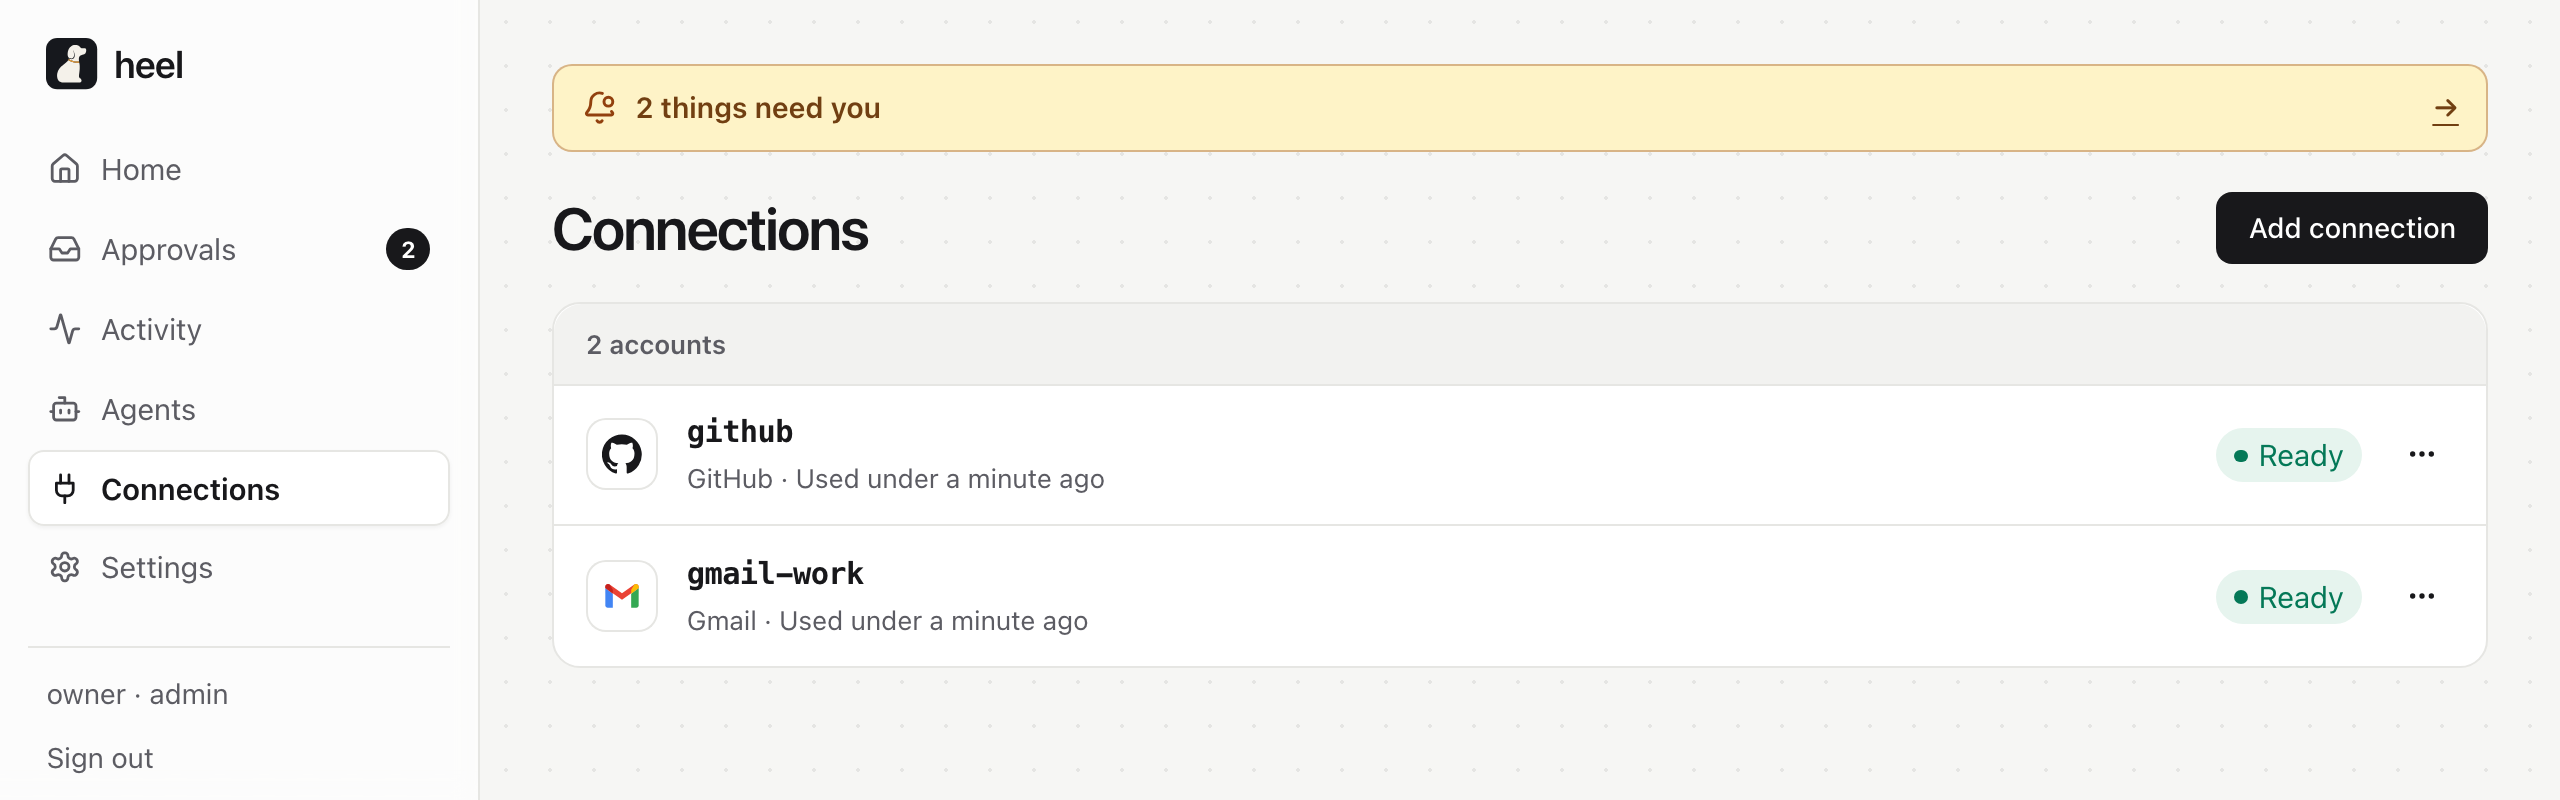 heel
Home
Approvals 2
Activity
Agents
Connections
Settings
owner · admin
Sign out
2 things need you
Connections
Add connection
2 accounts
github
GitHub · Used under a minute ago
Ready
gmail-work
Gmail · Used under a minute ago
Ready